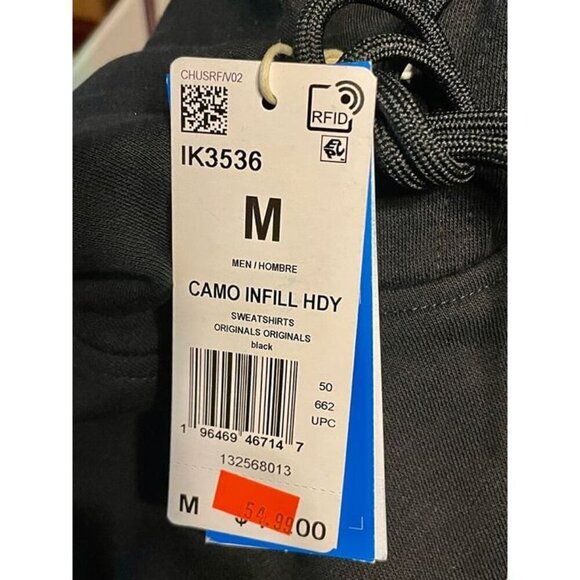 CHUSRF/V02
RFID
IK3536
M
MEN / HOMBRE
CAMO INFILL HDY
SWEATSHIRTS
ORIGINALS ORIGINALS
black
50
662
UPC
1 96469 46714 7
132568013
M $ 54.99 00